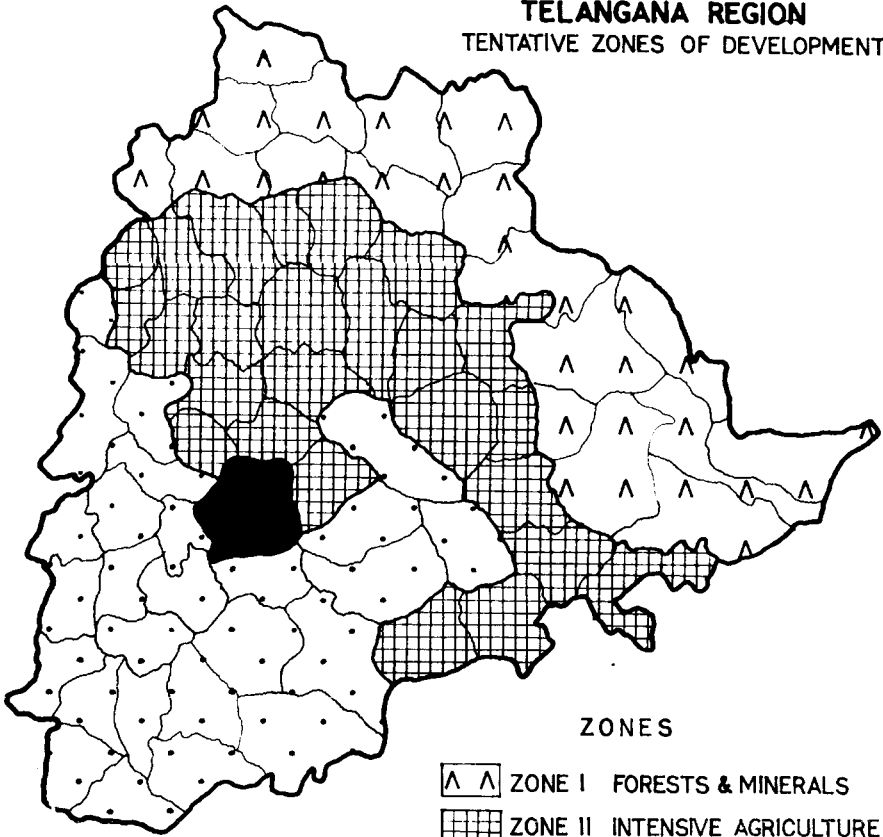 TELANGANA REGION
TENTATIVE ZONES OF DEVELOPMENT
ZONES
ZONE I FORESTS & MINERALS
ZONE II INTENSIVE AGRICULTURE